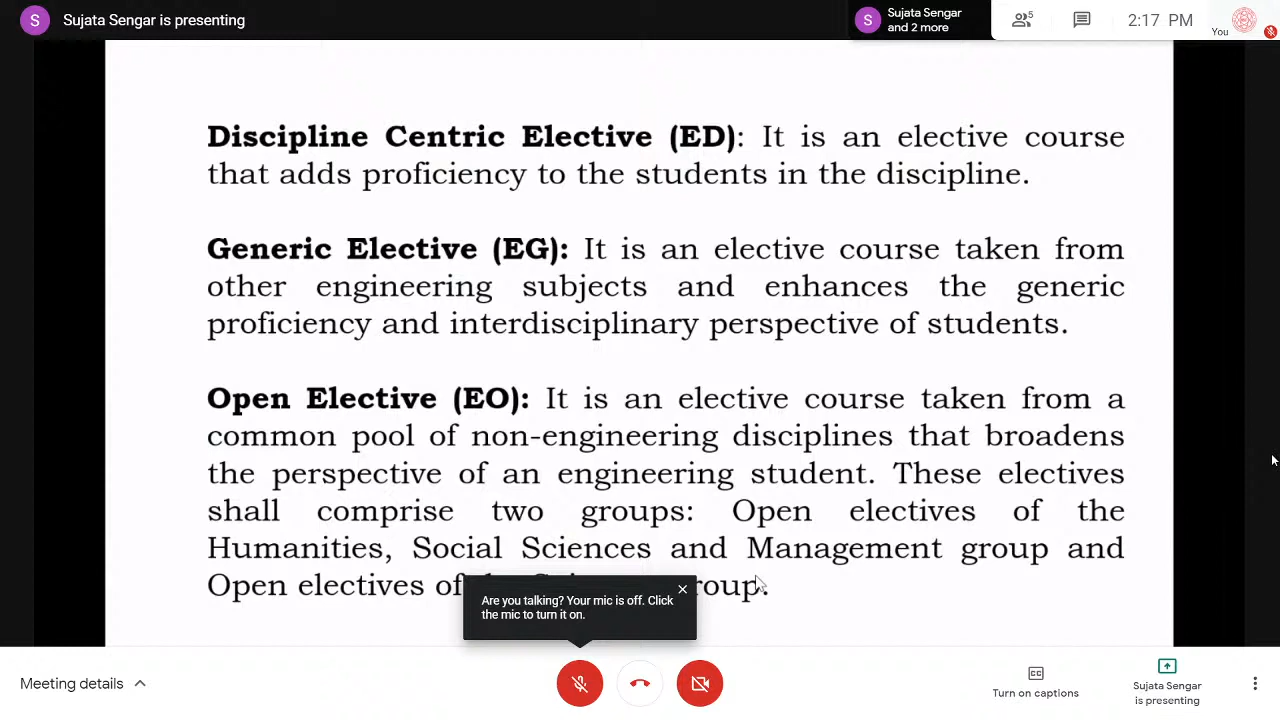 S Sujata Sengar is presenting
S Sujata Sengar
and 2 more
5
2:17 PM
You
Discipline Centric Elective (ED): It is an elective course
that adds proficiency to the students in the discipline.
Generic Elective (EG): It is an elective course taken from
other engineering subjects and enhances the generic
proficiency and interdisciplinary perspective of students.
Open Elective (EO): It is an elective course taken from a
common pool of non-engineering disciplines that broadens
the perspective of an engineering student. These electives
shall comprise two groups: Open electives of the
Humanities, Social Sciences and Management group and
Open electives of
Are you talking? Your mic is off. Click
the mic to turn it on.
Meeting details
CC
Turn on captions
Sujata Sengar
is presenting